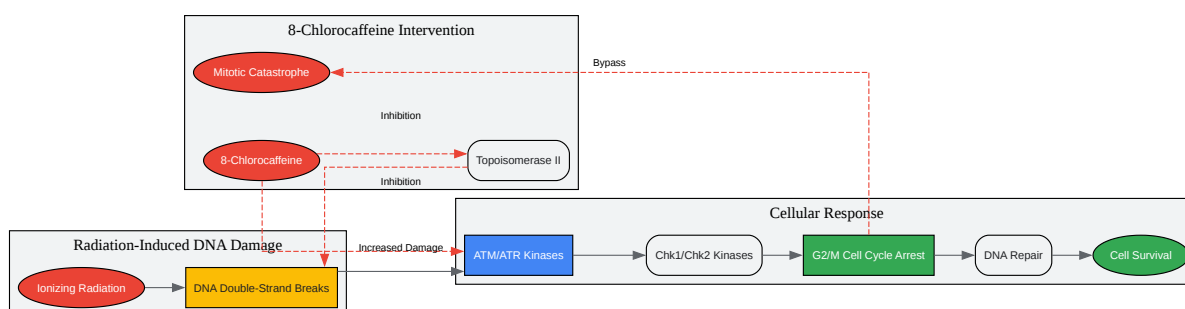 8-Chlorocaffeine Intervention
Mitotic Catastrophe
Bypass
Inhibition
8-Chlorocaffeine
Topoisomerase II
Inhibition
Cellular Response
Radiation-Induced DNA Damage
Increased Damage
ATM/ATR Kinases
Chk1/Chk2 Kinases
G2/M Cell Cycle Arrest
DNA Repair
Cell Survival
Ionizing Radiation
DNA Double-Strand Breaks